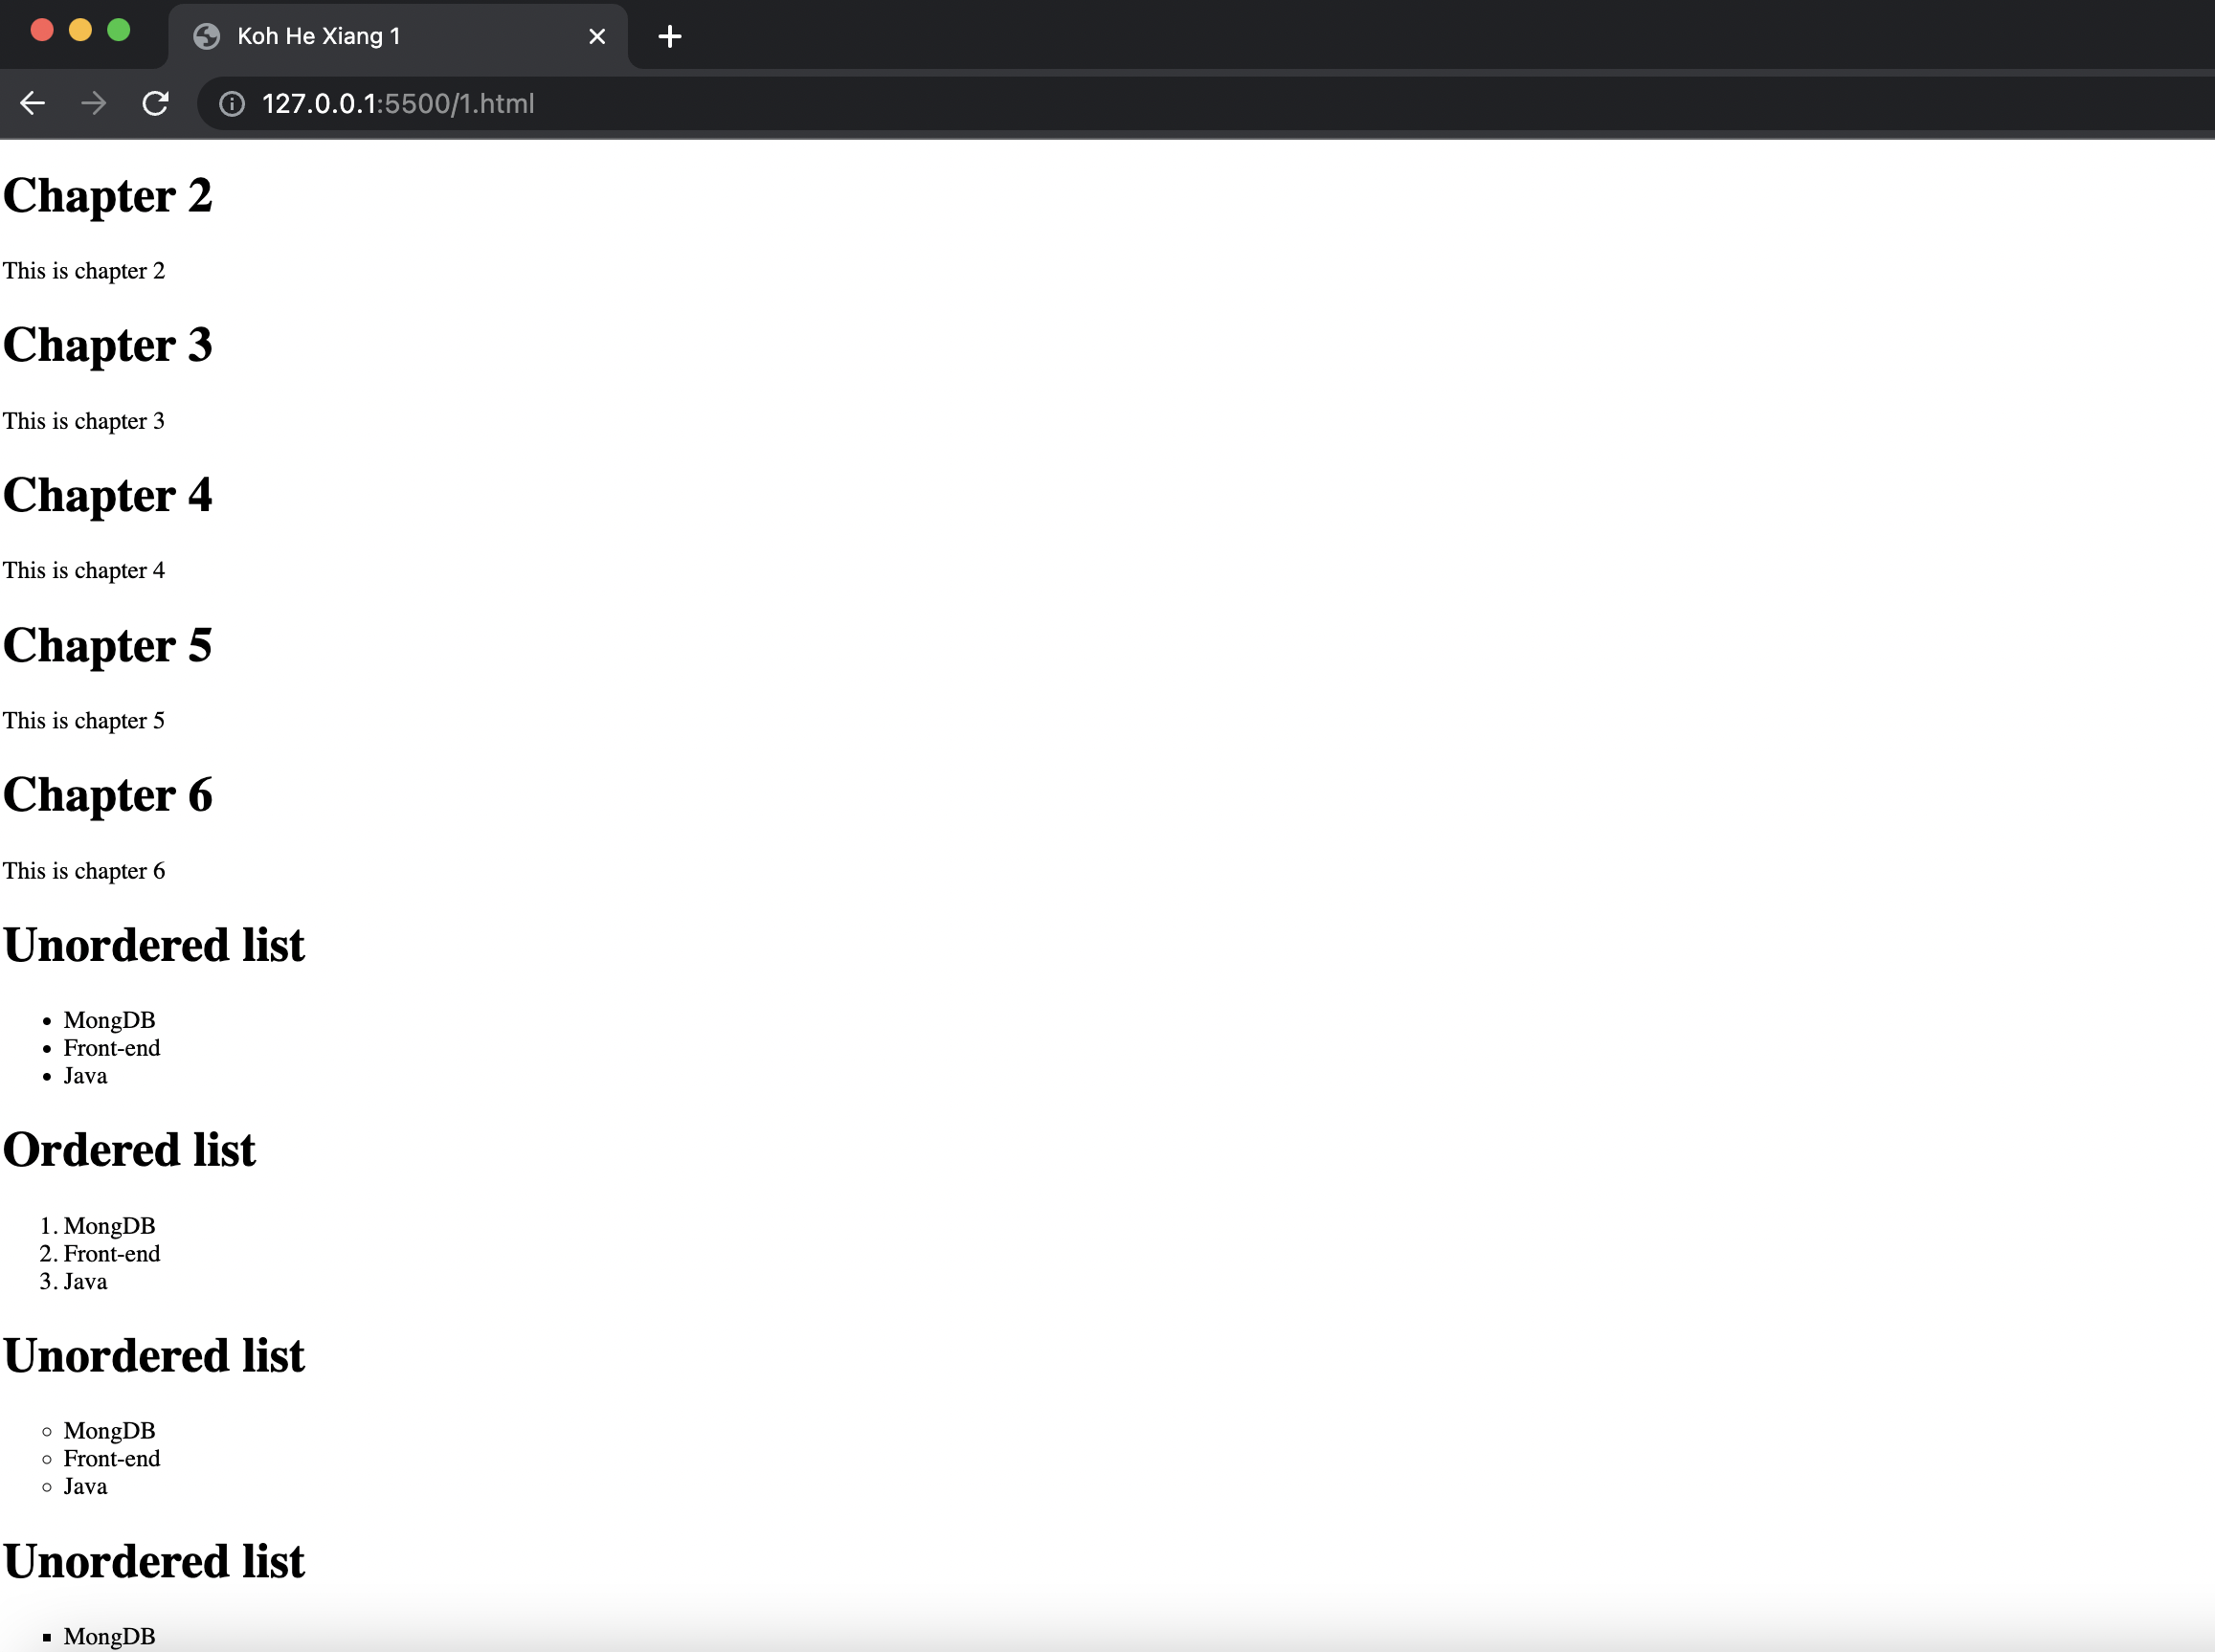 Koh He Xiang 1
127.0.0.1:5500/1.html
Chapter 2
This is chapter 2
Chapter 3
This is chapter 3
Chapter 4
This is chapter 4
Chapter 5
This is chapter 5
Chapter 6
This is chapter 6
Unordered list
• MongDB
• Front-end
• Java
Ordered list
1. MongDB
2. Front-end
3. Java
Unordered list
◦ MongDB
◦ Front-end
◦ Java
Unordered list
▪ MongDB